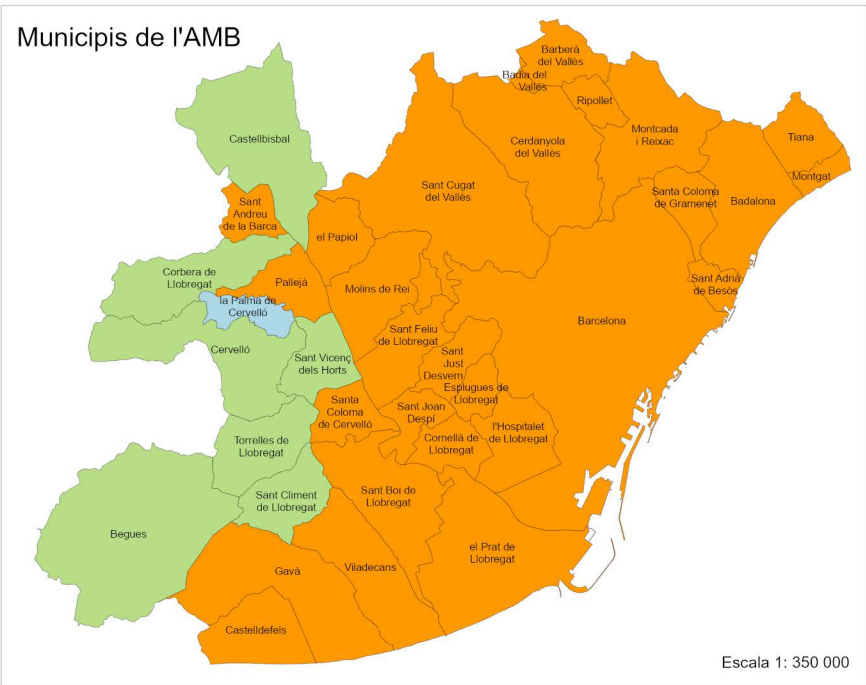 Municipis de l'AMB
Barberà
del Vallès
Badia del
Vallès
Ripollet
Castellbisbal
Cerdanyola
del Vallès
Montcada
i Reixac
Tiana
Montgat
Sant Cugat
del Vallès
Santa Coloma
de Gramenet
Badalona
Sant
Andreu
de la Barca
el Papiol
Corbera de
Llobregat
Pallejà
Molins de Rei
Sant Adrià
de Besòs
la Palma de
Cervelló
Barcelona
Sant Feliu
de Llobregat
Cervelló
Sant Vicenç
dels Horts
Sant
Just
Desvern
Esplugues de
Llobregat
Santa
Coloma
de Cervelló
Sant Joan
Despí
l'Hospitalet
de Llobregat
Torrelles de
Llobregat
Cornellà de
Llobregat
Sant Climent
de Llobregat
Sant Boi de
Llobregat
Begues
el Prat de
Llobregat
Gavà
Viladecans
Castelldefels
Escala 1: 350 000